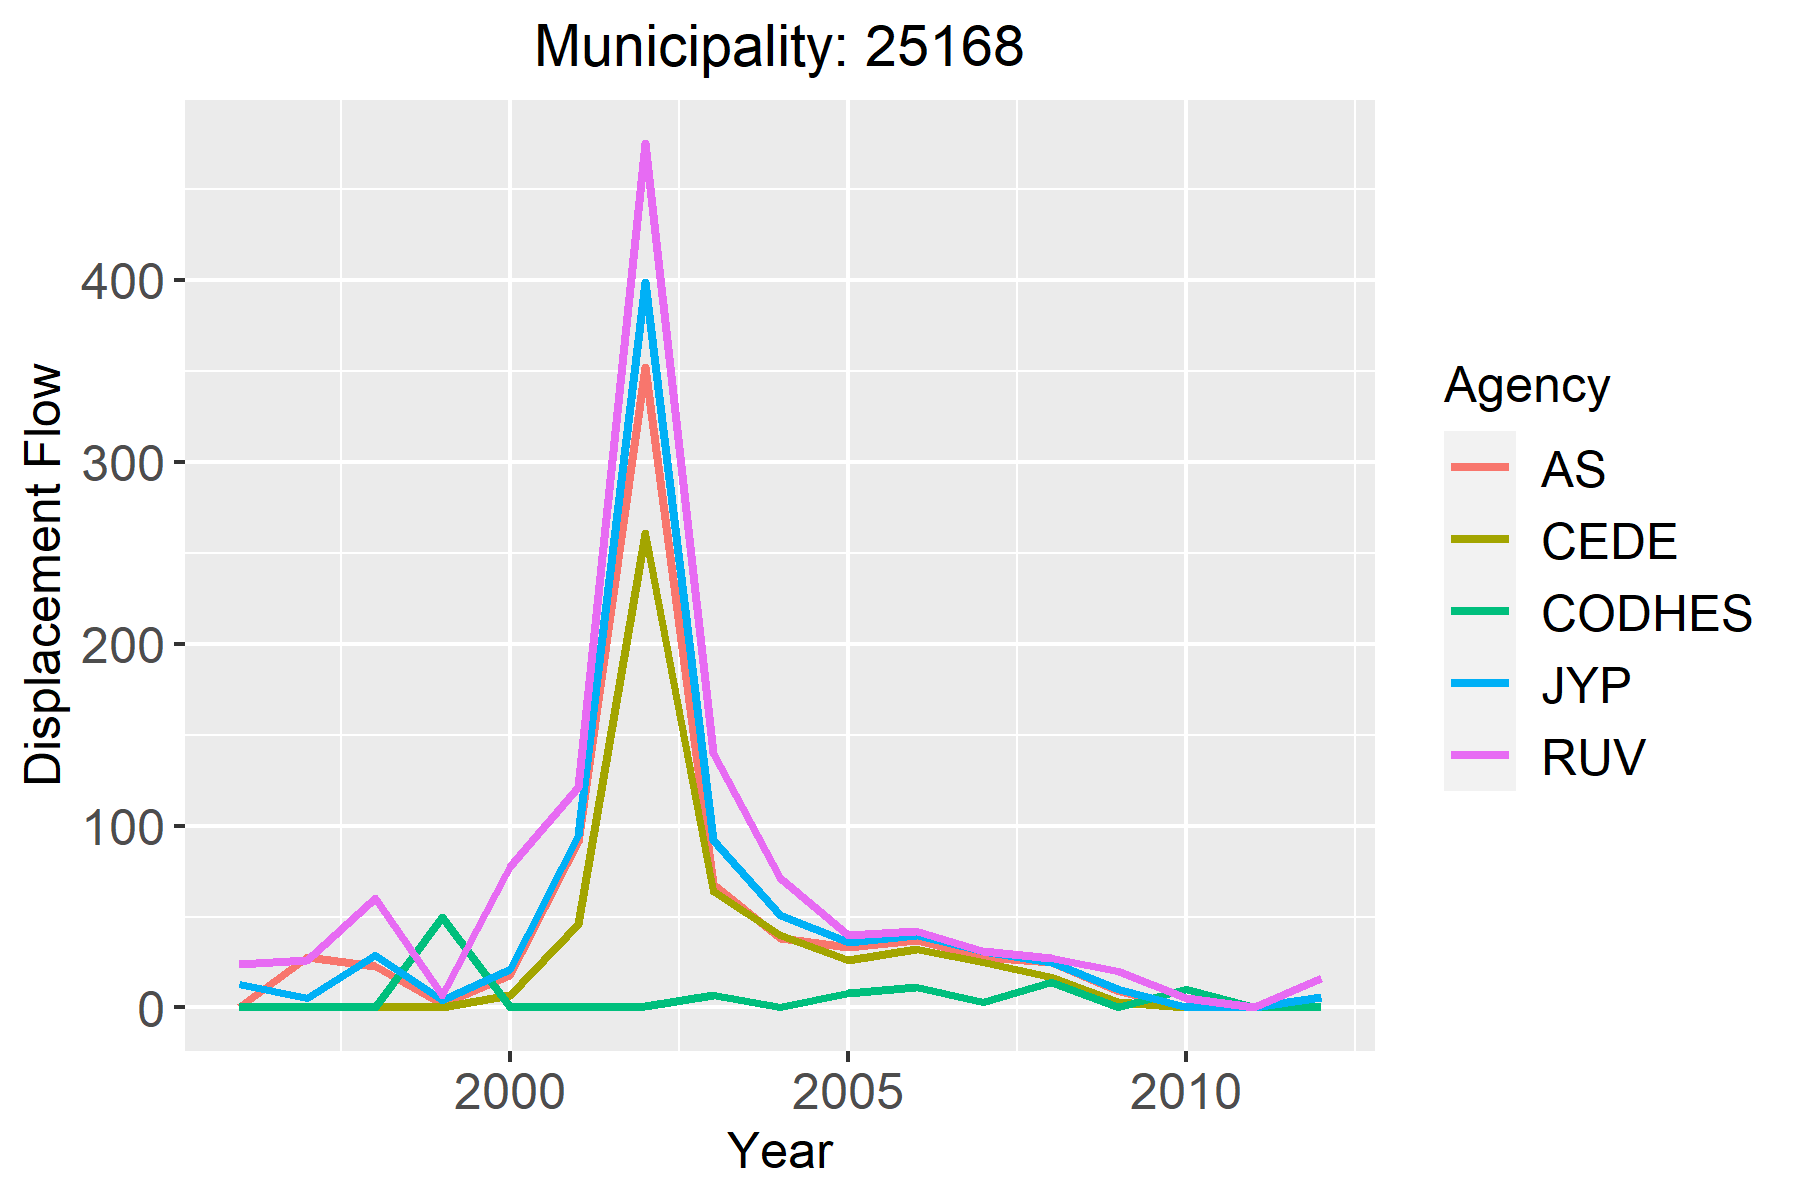 Municipality: 25168
Displacement Flow
400
300
200
100
0
2000 2005 2010
Year
Agency
AS
CEDE
CODHES
JYP
RUV